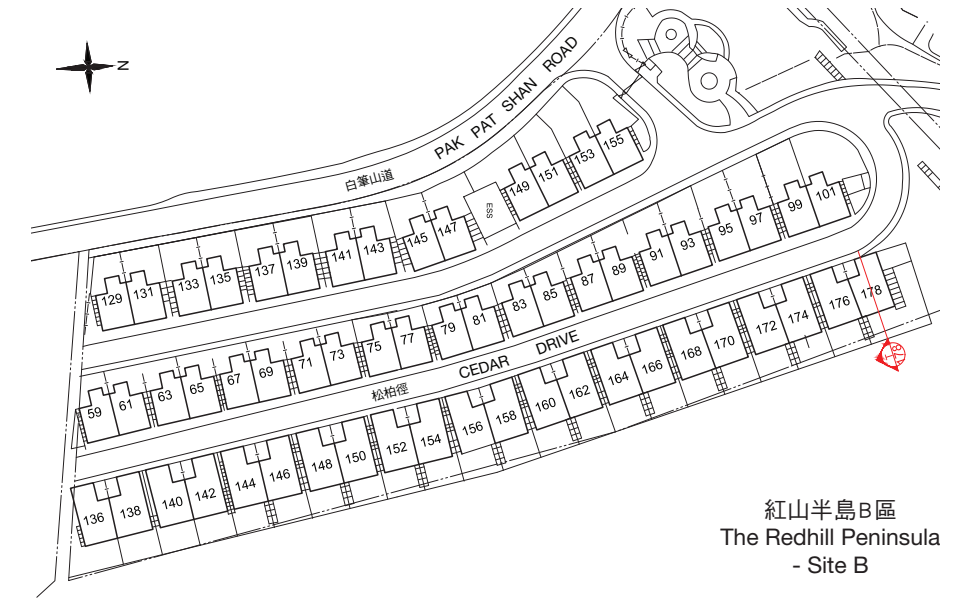 N
PAK PAT SHAN ROAD
白筆山道
ESS
149 151 153 155
129 131 133 135 137 139 141 143 145 147
59 61 63 65 67 69 71 73 75 77 79 81 83 85 87 89 91 93 95 97 99 101
CEDAR DRIVE
松柏徑
136 138 140 142 144 146 148 150 152 154 156 158 160 162 164 166 168 170 172 174 176 178
紅山半島B區
The Redhill Peninsula
- Site B